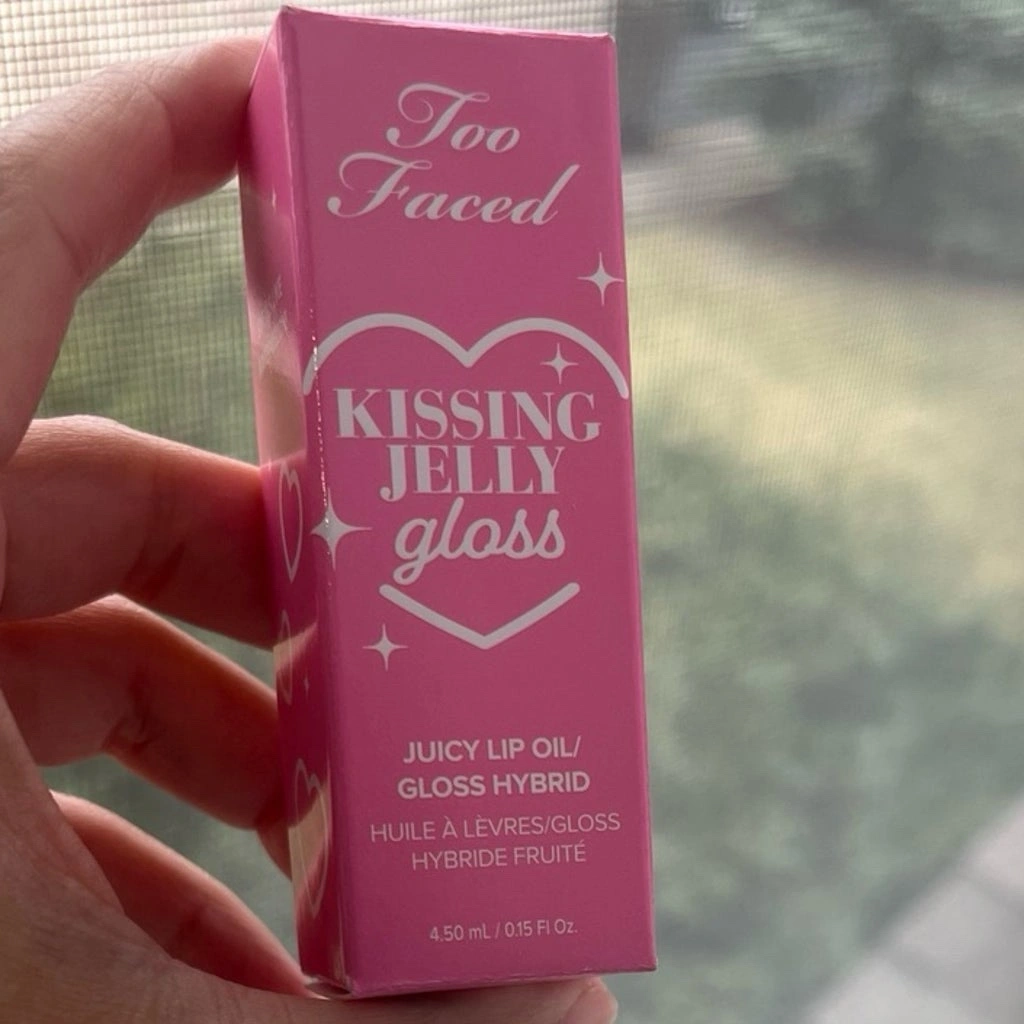 Too
Faced
KISSING
JELLY
gloss
JUICY LIP OIL/
GLOSS HYBRID
HUILE À LÈVRES/GLOSS
HYBRIDE FRUITÉ
4.50 mL / 0.15 Fl Oz.